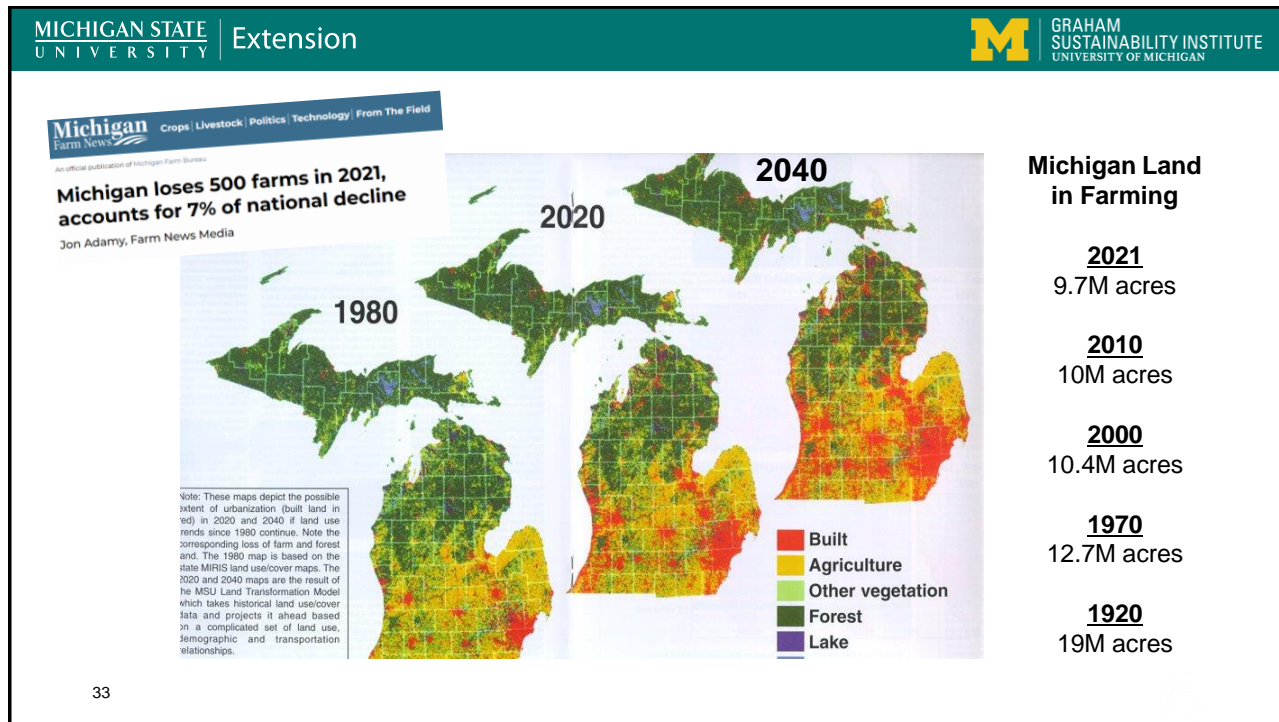 MICHIGAN STATE
UNIVERSITY
Extension
M
GRAHAM
SUSTAINABILITY INSTITUTE
UNIVERSITY OF MICHIGAN
Michigan
Farm News
Crops | Livestock | Politics | Technology | From The Field
An official publication of Michigan Farm Bureau
Michigan loses 500 farms in 2021,
accounts for 7% of national decline
Jon Adamy, Farm News Media
2040
2020
1980
Note: These maps depict the possible
extent of urbanization (built land in
red) in 2020 and 2040 if land use
trends since 1980 continue. Note the
corresponding loss of farm and forest
land. The 1980 map is based on the
state MIRIS land use/cover maps. The
2020 and 2040 maps are the result of
the MSU Land Transformation Model
which takes historical land use/cover
data and projects it ahead based
on a complicated set of land use,
demographic and transportation
relationships.
Built
Agriculture
Other vegetation
Forest
Lake
Michigan Land
in Farming
2021
9.7M acres
2010
10M acres
2000
10.4M acres
1970
12.7M acres
1920
19M acres
33